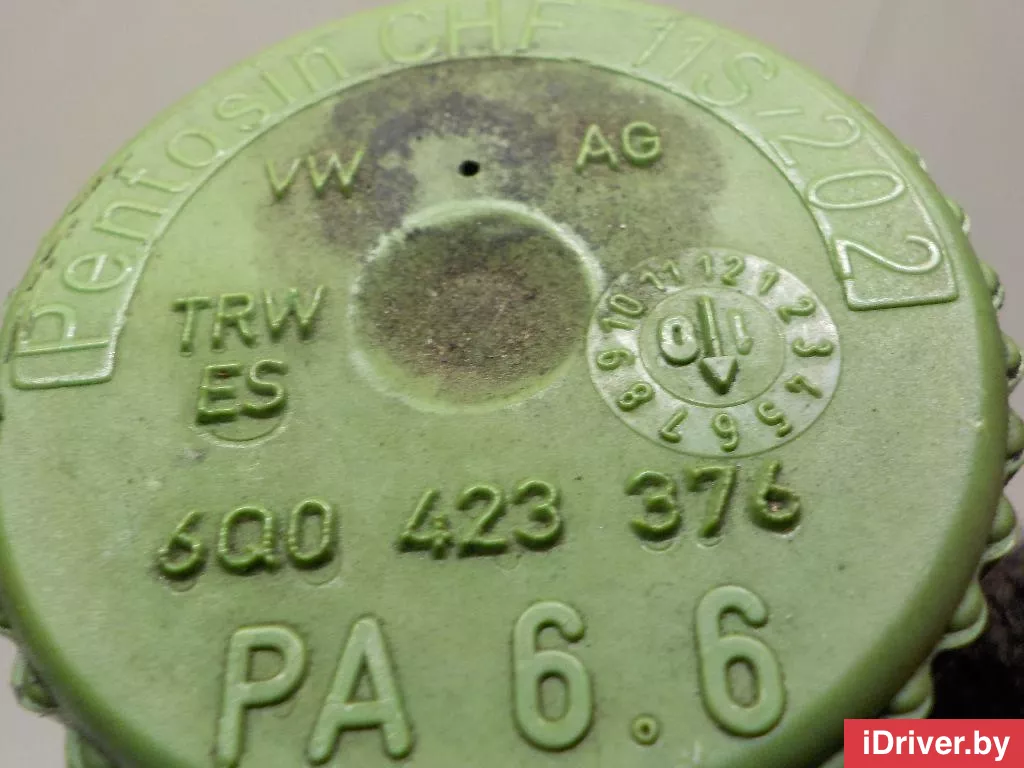 Pentosin CHF 11S/202
VW AG
TRW
ES
1 2 3 4 5 6 7 8 9 10 11 12
10
6Q0 423 376
PA 6.6
iDriver.by